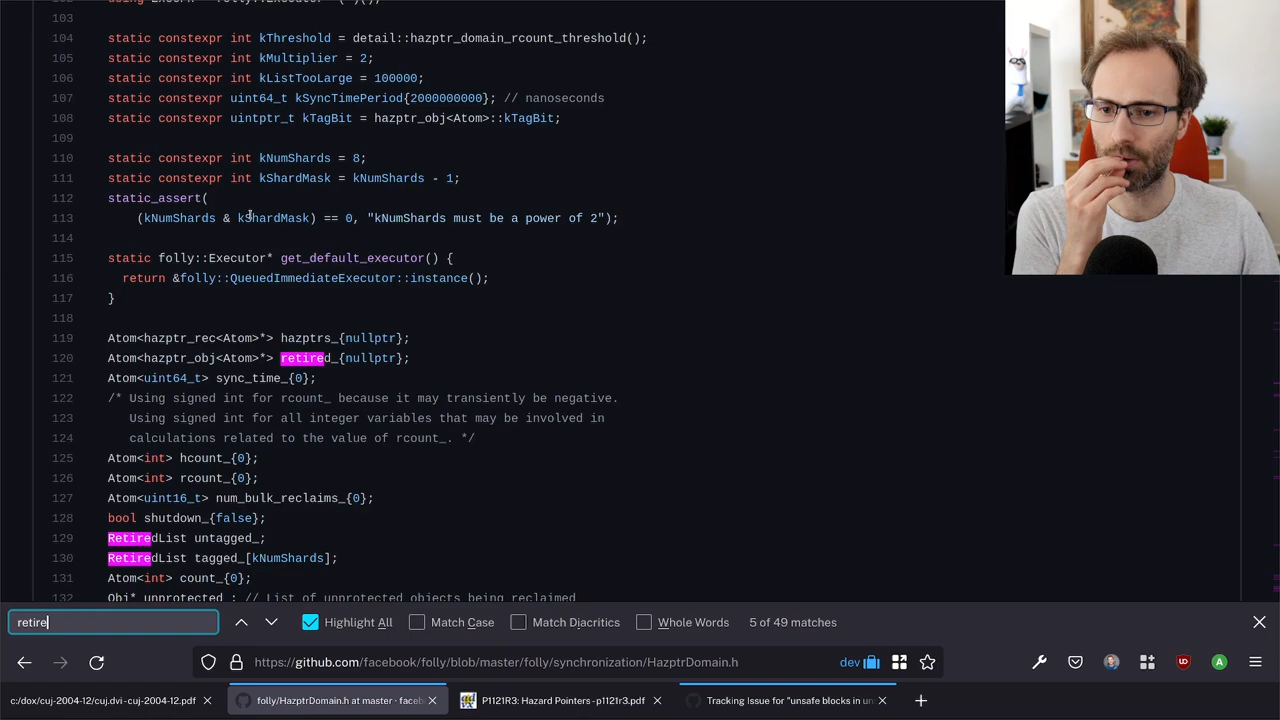 103
104 static constexpr int kThreshold = detail::hazptr_domain_rcount_threshold();
105 static constexpr int kMultiplier = 2;
106 static constexpr int kListTooLarge = 100000;
107 static constexpr uint64_t kSyncTimePeriod{2000000000}; // nanoseconds
108 static constexpr uintptr_t kTagBit = hazptr_obj<Atom>::kTagBit;
109
110 static constexpr int kNumShards = 8;
111 static constexpr int kShardMask = kNumShards - 1;
112 static_assert(
113 (kNumShards & kShardMask) == 0, "kNumShards must be a power of 2");
114
115 static folly::Executor* get_default_executor() {
116 return &folly::QueuedImmediateExecutor::instance();
117 }
118
119 Atom<hazptr_rec<Atom>*> hazptrs_{nullptr};
120 Atom<hazptr_obj<Atom>*> retired_{nullptr};
121 Atom<uint64_t> sync_time_{0};
122 /* Using signed int for rcount_ because it may transiently be negative.
123 Using signed int for all integer variables that may be involved in
124 calculations related to the value of rcount_. */
125 Atom<int> hcount_{0};
126 Atom<int> rcount_{0};
127 Atom<uint16_t> num_bulk_reclaims_{0};
128 bool shutdown_{false};
129 RetiredList untagged_;
130 RetiredList tagged_[kNumShards];
131 Atom<int> count_{0};
132 Obj* unprotected_; // List of unprotected objects being reclaimed
retire Highlight All Match Case Match Diacritics Whole Words 5 of 49 matches
https://github.com/facebook/folly/blob/master/folly/synchronization/HazptrDomain.h dev
c:/dox/cuj-2004-12/cuj.dvi - cuj-2004-12.pdf folly/HazptrDomain.h at master · faceb P1121R3: Hazard Pointers - p1121r3.pdf Tracking Issue for "unsafe blocks in un